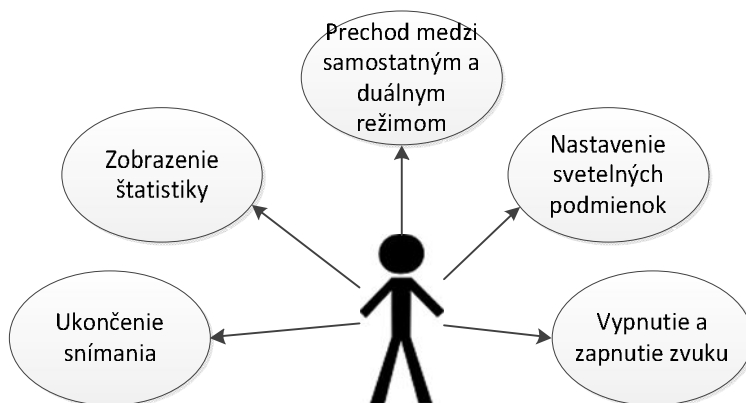 Prechod medzi
samostatným a
duálnym
režimom
Zobrazenie
štatistiky
Nastavenie
svetelných
podmienok
Ukončenie
snímania
Vypnutie a
zapnutie zvuku